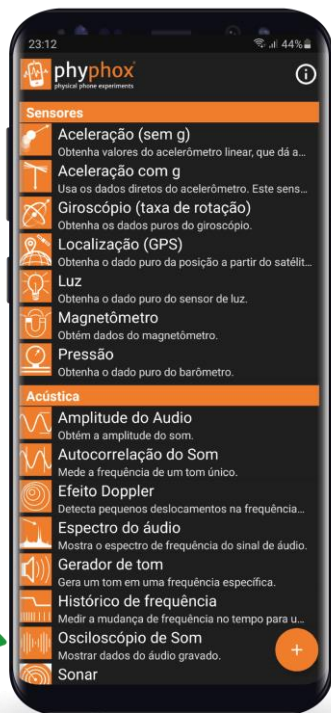 23:12 44%
phyphox
physical phone experiments
Sensores
Aceleração (sem g)
Obtenha valores do acelerômetro linear, que dá a...
Aceleração com g
Usa os dados diretos do acelerômetro. Este sens...
Giroscópio (taxa de rotação)
Obtenha os dados puros do giroscópio.
Localização (GPS)
Obtenha o dado puro da posição a partir do satélit...
Luz
Obtenha o dado puro do sensor de luz.
Magnetômetro
Obtém dados do magnetômetro.
Pressão
Obtenha o dado puro do barômetro.
Acústica
Amplitude do Audio
Obtém a amplitude do som.
Autocorrelação do Som
Mede a frequência de um tom único.
Efeito Doppler
Detecta pequenos deslocamentos na frequência...
Espectro do áudio
Mostra o espectro de frequência do sinal de áudio.
Gerador de tom
Gera um tom em uma frequência específica.
Histórico de frequência
Medir a mudança de frequência no tempo para u...
Osciloscópio de Som
Mostrar dados do áudio gravado.
Sonar